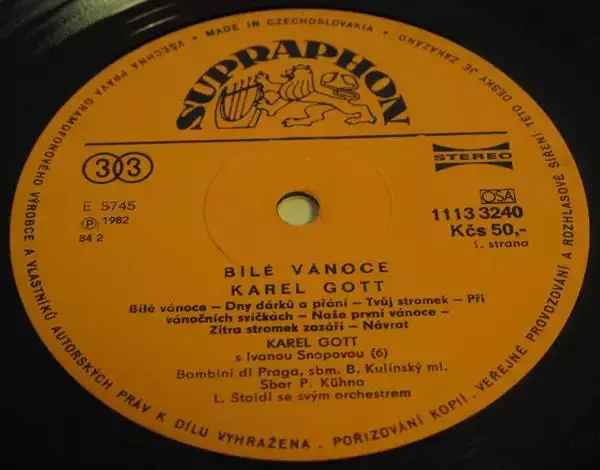 MADE IN CZECHOSLOVAKIA • VŠECHNA PRÁVA GRAMOFONOVÉHO VÝROBCE A VLASTNÍKŮ AUTORSKÝCH PRÁV K DÍLU VYHRAŽENA . POŘIZOVÁNÍ KOPIÍ . VEŘEJNÉ PROVOZOVÁNÍ A ROZHLASOVÉ ŠÍŘENÍ TÉTO DESKY JE ZAKÁZÁNO •
SUPRAPHON
33
STEREO
E 5745
Ⓟ 1982
84 2
OSA
1113 3240
Kčs 50,-
1. strana
BÍLÉ VÁNOCE
KAREL GOTT
Bílé vánoce – Dny dárků a přání – Tvůj stromek – Při
vánočních svíčkách – Naše první vánoce –
Zítra stromek zazáří – Návrat
KAREL GOTT
s Ivanou Snopovou (6)
Bambini di Praga, sbm. B. Kulínský ml.
Sbor P. Kühna
L. Štaidl se svým orchestrem